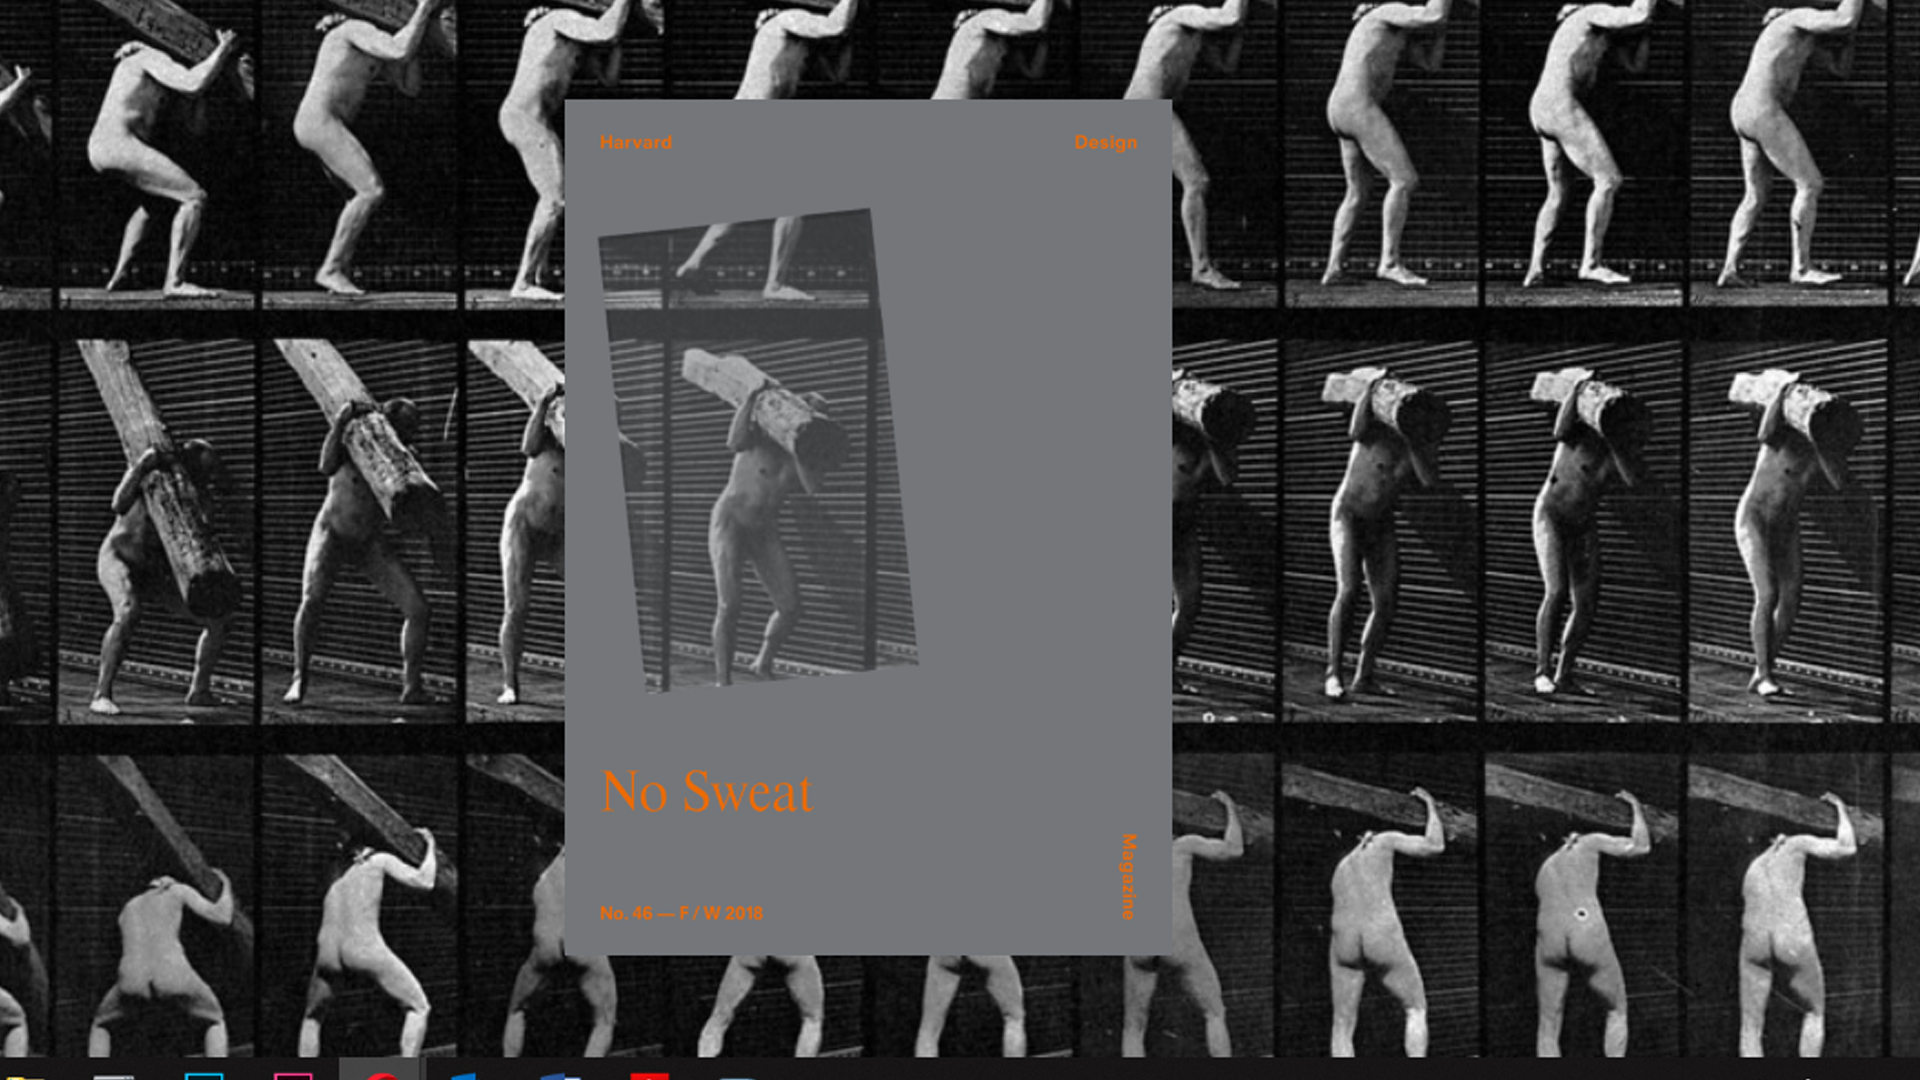 Harvard
Design
No Sweat
Magazine
No. 46 — F / W 2018